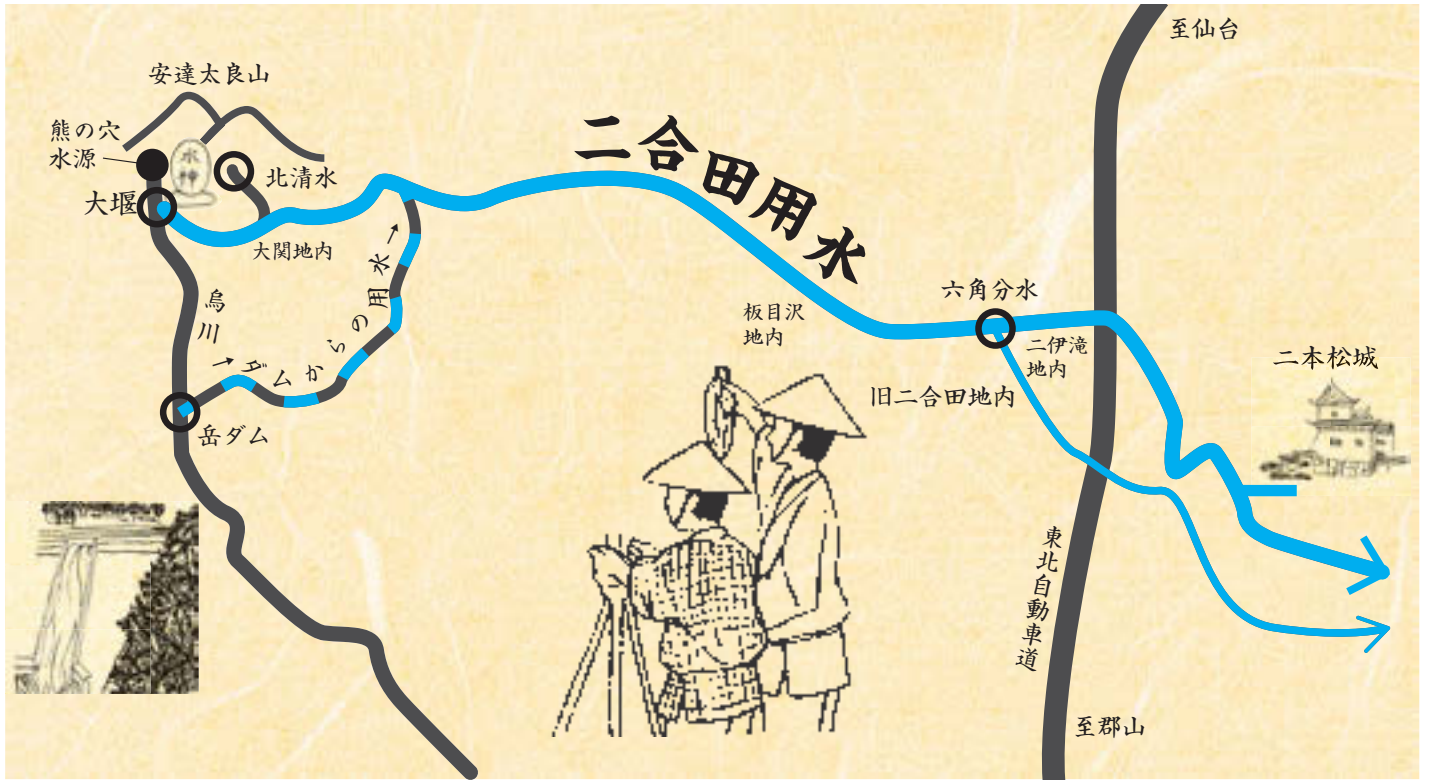 至仙台
安達太良山
熊の穴
水源
水神
北清水
大堰
大関地内
二合田用水
烏川
→ダムからの用水→
岳ダム
板目沢
地内
六角分水
二伊滝
地内
旧二合田地内
二本松城
東北自動車道
至郡山